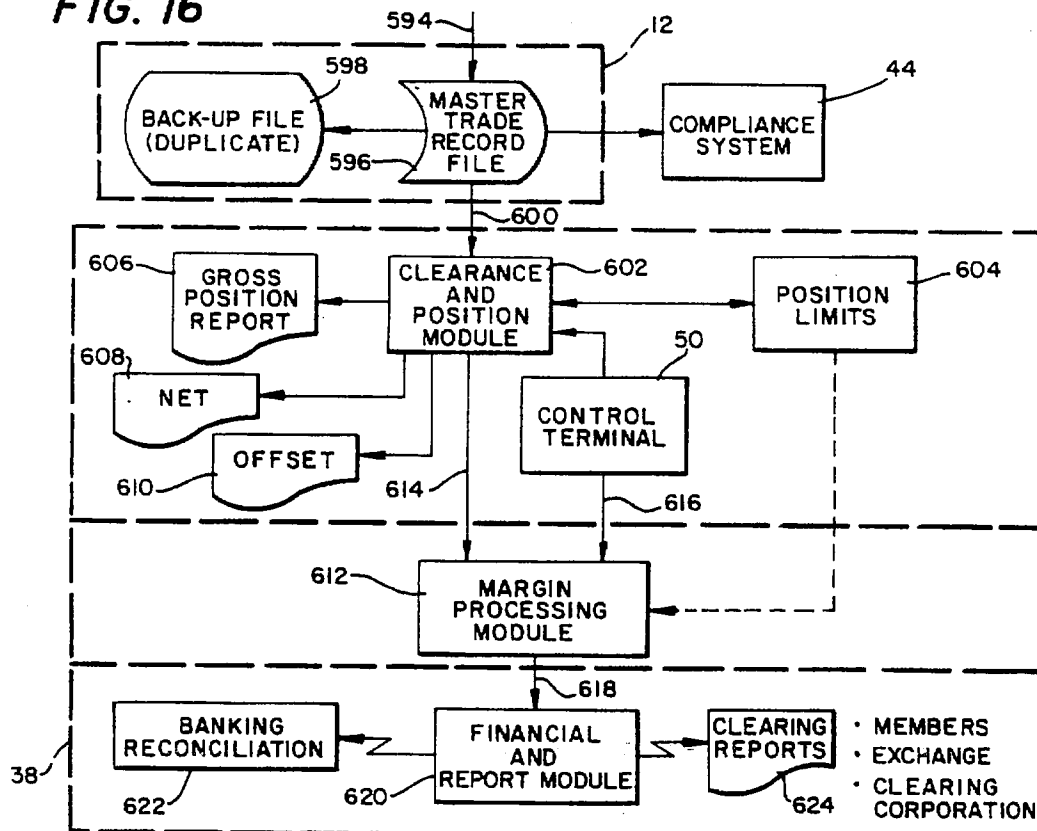 FIG. 16
594
12
598
BACK-UP FILE
(DUPLICATE)
MASTER
TRADE
RECORD
FILE
596
44
COMPLIANCE
SYSTEM
600
606
GROSS
POSITION
REPORT
CLEARANCE
AND
POSITION
MODULE
602
604
POSITION
LIMITS
608
NET
50
CONTROL
TERMINAL
OFFSET
610
614
616
612
MARGIN
PROCESSING
MODULE
618
BANKING
RECONCILIATION
FINANCIAL
AND
REPORT MODULE
CLEARING
REPORTS
• MEMBERS
• EXCHANGE
• CLEARING
CORPORATION
38
622
620
624